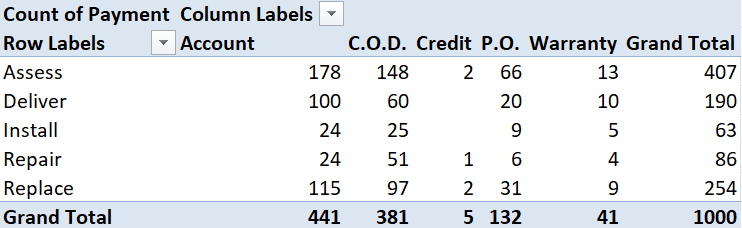 Count of Payment Column Labels
Row Labels Account C.O.D. Credit P.O. Warranty Grand Total
Assess 178 148 2 66 13 407
Deliver 100 60 20 10 190
Install 24 25 9 5 63
Repair 24 51 1 6 4 86
Replace 115 97 2 31 9 254
Grand Total 441 381 5 132 41 1000